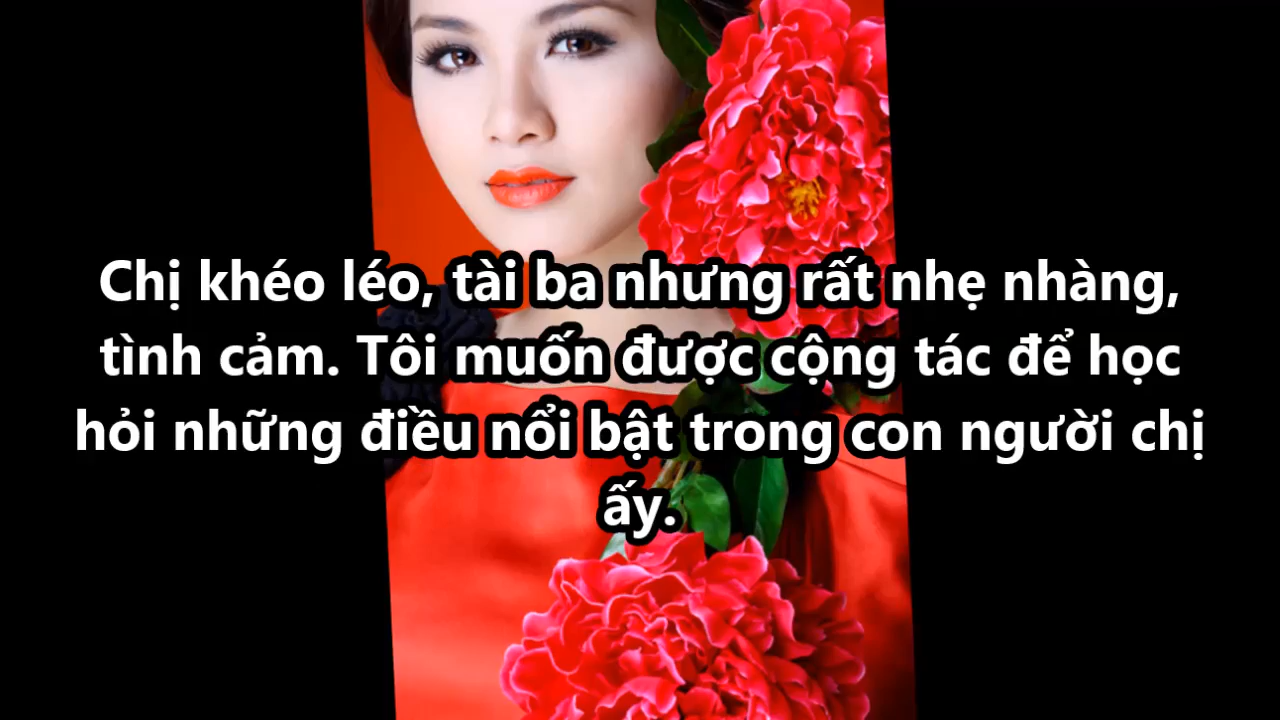 Chị khéo léo, tài ba nhưng rất nhẹ nhàng,
tình cảm. Tôi muốn được cộng tác để học
hỏi những điều nổi bật trong con người chị
ấy.